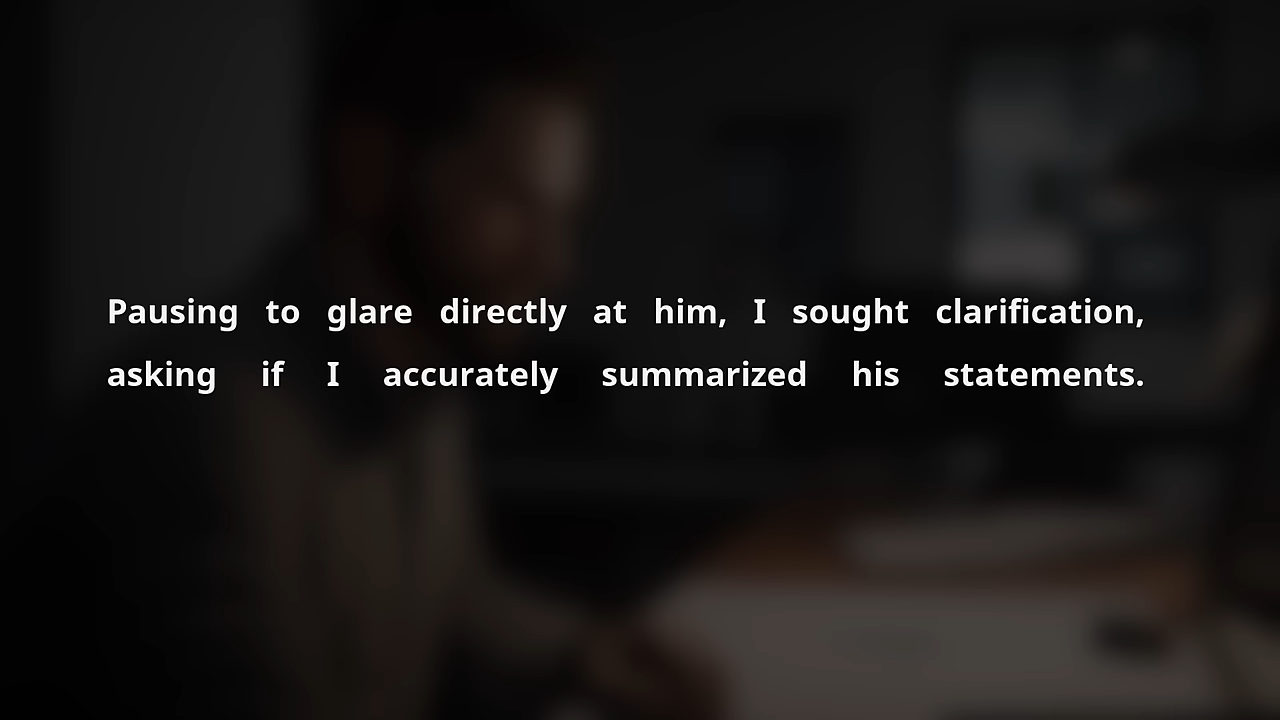 Pausing to glare directly at him, I sought clarification,
asking if I accurately summarized his statements.